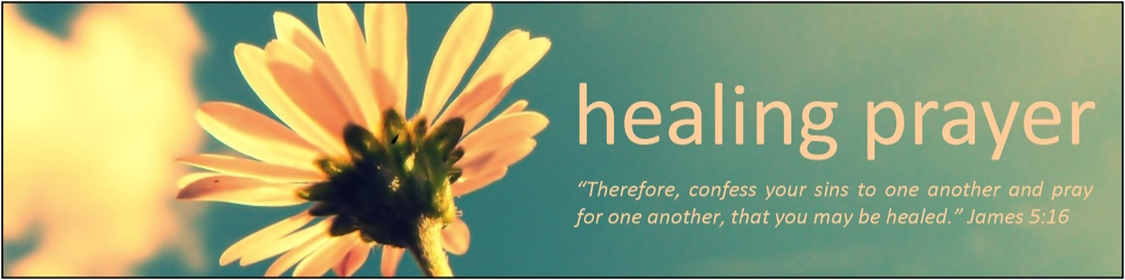 healing prayer
“Therefore, confess your sins to one another and pray
for one another, that you may be healed.” James 5:16